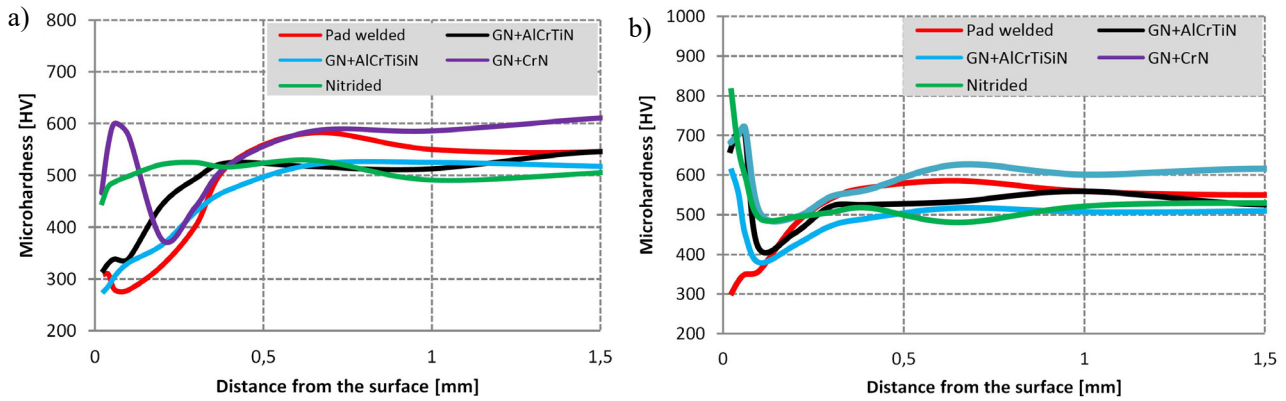 a)
Microhardness [HV]
800
700
600
500
400
300
200
Pad welded
GN+AlCrTiN
GN+AlCrTiSiN
GN+CrN
Nitrided
0
0,5
1
1,5
Distance from the surface [mm]
b)
Microhardness [HV]
1000
900
800
700
600
500
400
300
200
Pad welded
GN+AlCrTiN
GN+AlCrTiSiN
GN+CrN
Nitrided
0
0,5
1
1,5
Distance from the surface [mm]